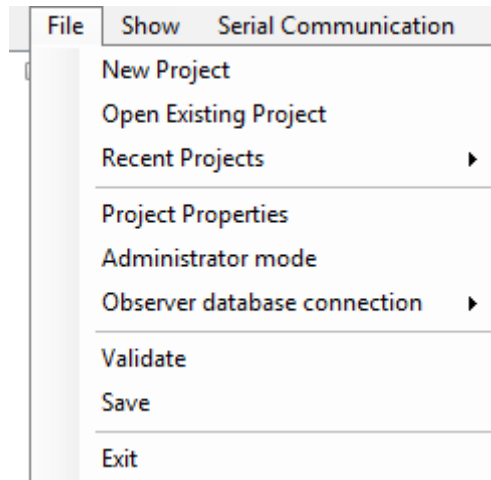 File Show Serial Communication
New Project
Open Existing Project
Recent Projects
Project Properties
Administrator mode
Observer database connection
Validate
Save
Exit